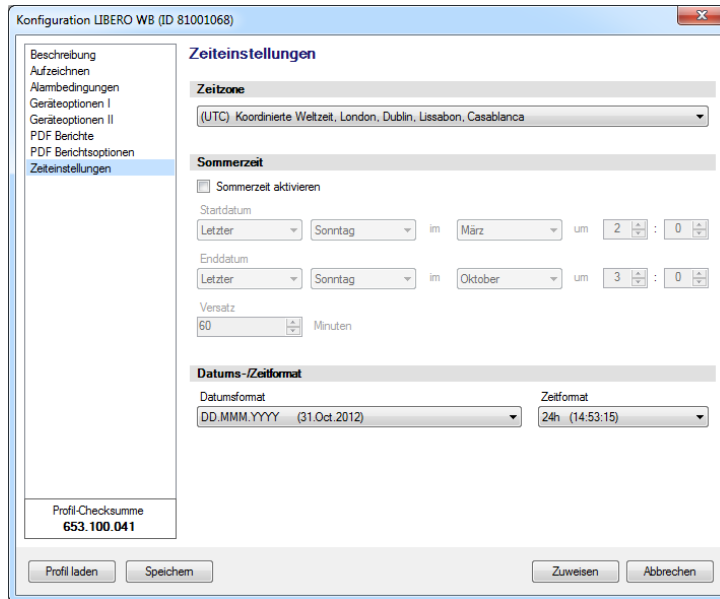 Konfiguration LIBERO WB (ID 81001068)
Beschreibung
Aufzeichnen
Alarmbedingungen
Geräteoptionen I
Geräteoptionen II
PDF Berichte
PDF Berichtsoptionen
Zeiteinstellungen
Profil-Checksumme
653.100.041
Zeiteinstellungen
Zeitzone
(UTC) Koordinierte Weltzeit, London, Dublin, Lissabon, Casablanca
Sommerzeit
Sommerzeit aktivieren
Startdatum
Letzter Sonntag im März um 2 : 0
Enddatum
Letzter Sonntag im Oktober um 3 : 0
Versatz
60 Minuten
Datums-/Zeitformat
Datumsformat Zeitformat
DD.MMM.YYYY (31.Oct.2012) 24h (14:53:15)
Profil laden Speichern Zuweisen Abbrechen